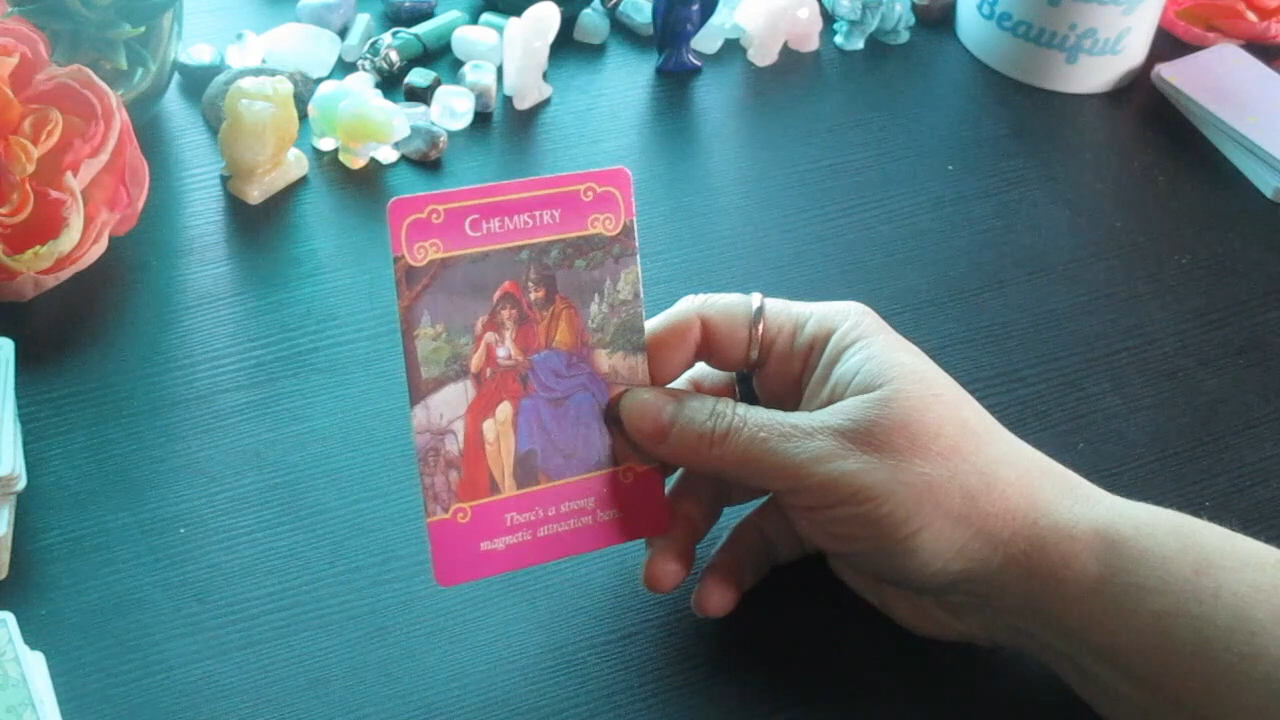 Beautiful
CHEMISTRY
There's a strong
magnetic attraction here.